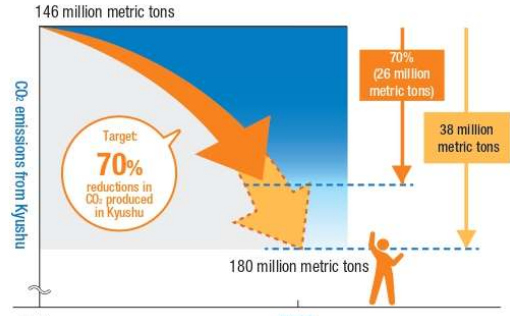 146 million metric tons
CO₂ emissions from Kyushu
Target:
70%
reductions in
CO₂ produced
in Kyushu
70%
(26 million
metric tons)
38 million
metric tons
180 million metric tons